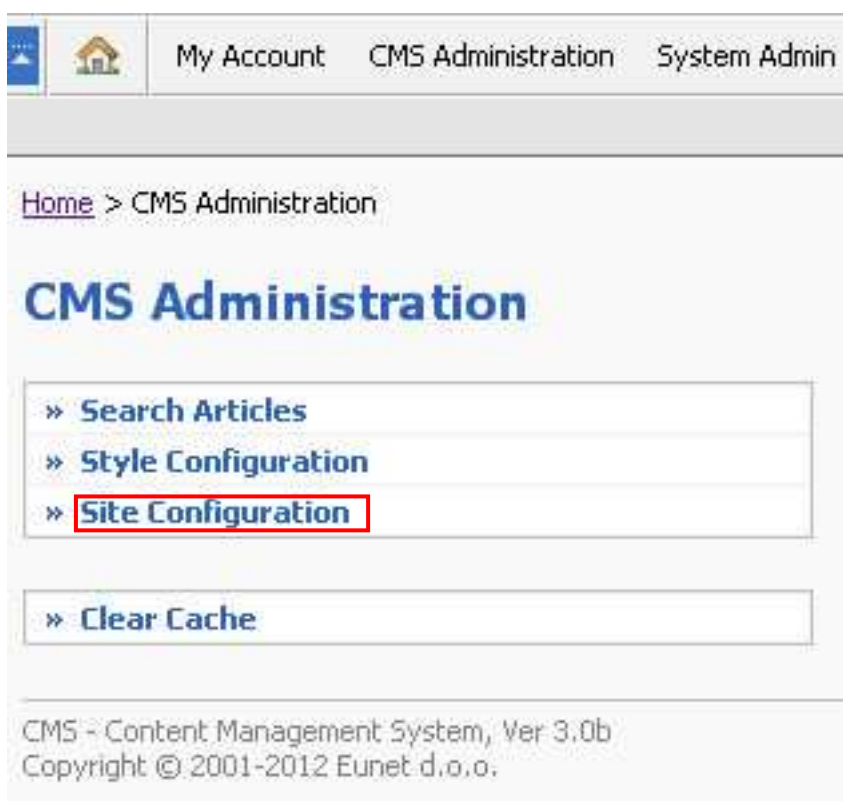 My Account CMS Administration System Admin
Home > CMS Administration
CMS Administration
» Search Articles
» Style Configuration
» Site Configuration
» Clear Cache
CMS - Content Management System, Ver 3.0b
Copyright © 2001-2012 Eunet d.o.o.